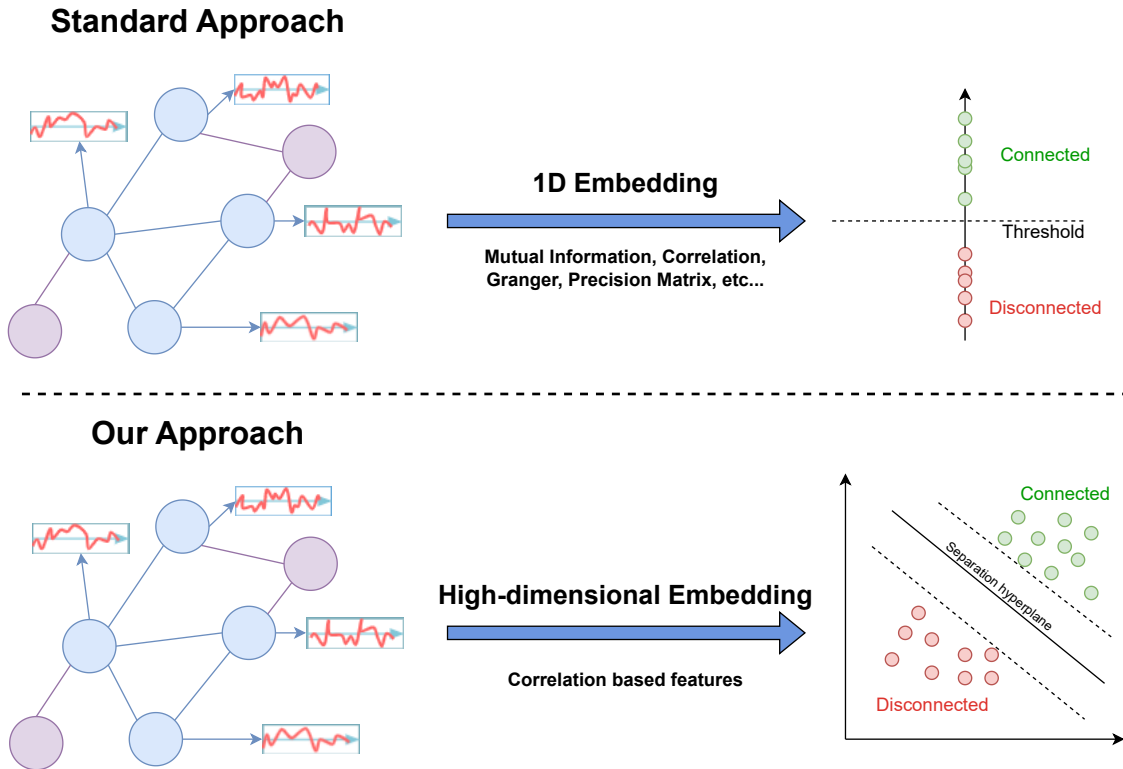 Standard Approach
1D Embedding
Mutual Information, Correlation,
Granger, Precision Matrix, etc...
Connected
Threshold
Disconnected
Our Approach
High-dimensional Embedding
Correlation based features
Connected
Separation hyperplane
Disconnected